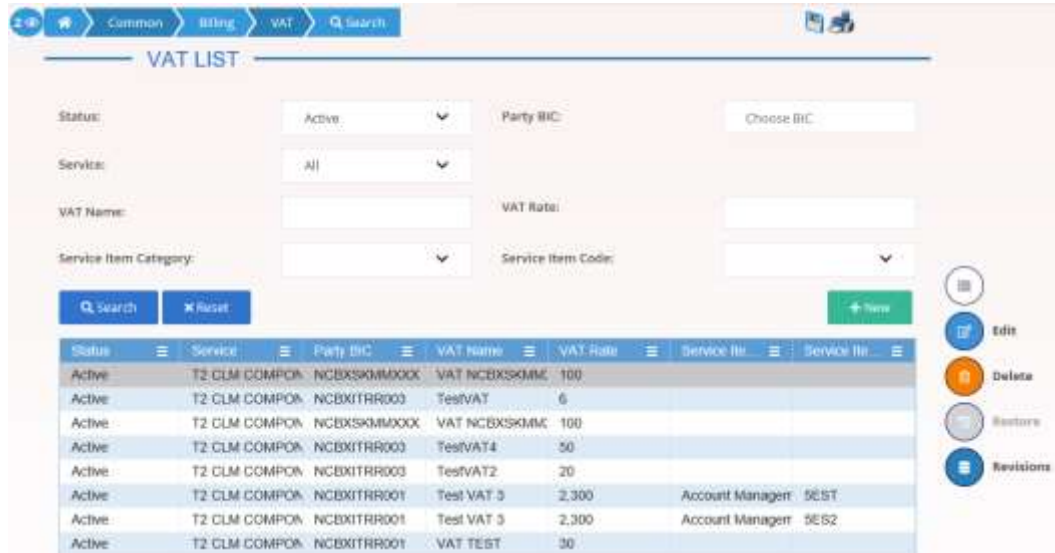 2
Common Billing VAT Search
VAT LIST
Status: Active Party BIC: Choose BIC
Service: All
VAT Name: VAT Rate:
Service Item Category: Service Item Code:
Search Reset New
Edit
Delete
Restore
Revisions
Status Service Party BIC VAT Name VAT Rate Service Ite... Service Ite...
Active T2 CLM COMPON NCBXSKMMXXX VAT NCBXSKMM 100
Active T2 CLM COMPON NCBXITRR003 TestVAT 6
Active T2 CLM COMPON NCBXSKMMXXX VAT NCBXSKMM 100
Active T2 CLM COMPON NCBXITRR003 TestVAT4 50
Active T2 CLM COMPON NCBXITRR003 TestVAT2 20
Active T2 CLM COMPON NCBXITRR001 Test VAT 3 2,300 Account Managem 5EST
Active T2 CLM COMPON NCBXITRR001 Test VAT 3 2,300 Account Managem 5ES2
Active T2 CLM COMPON NCBXITRR001 VAT TEST 30